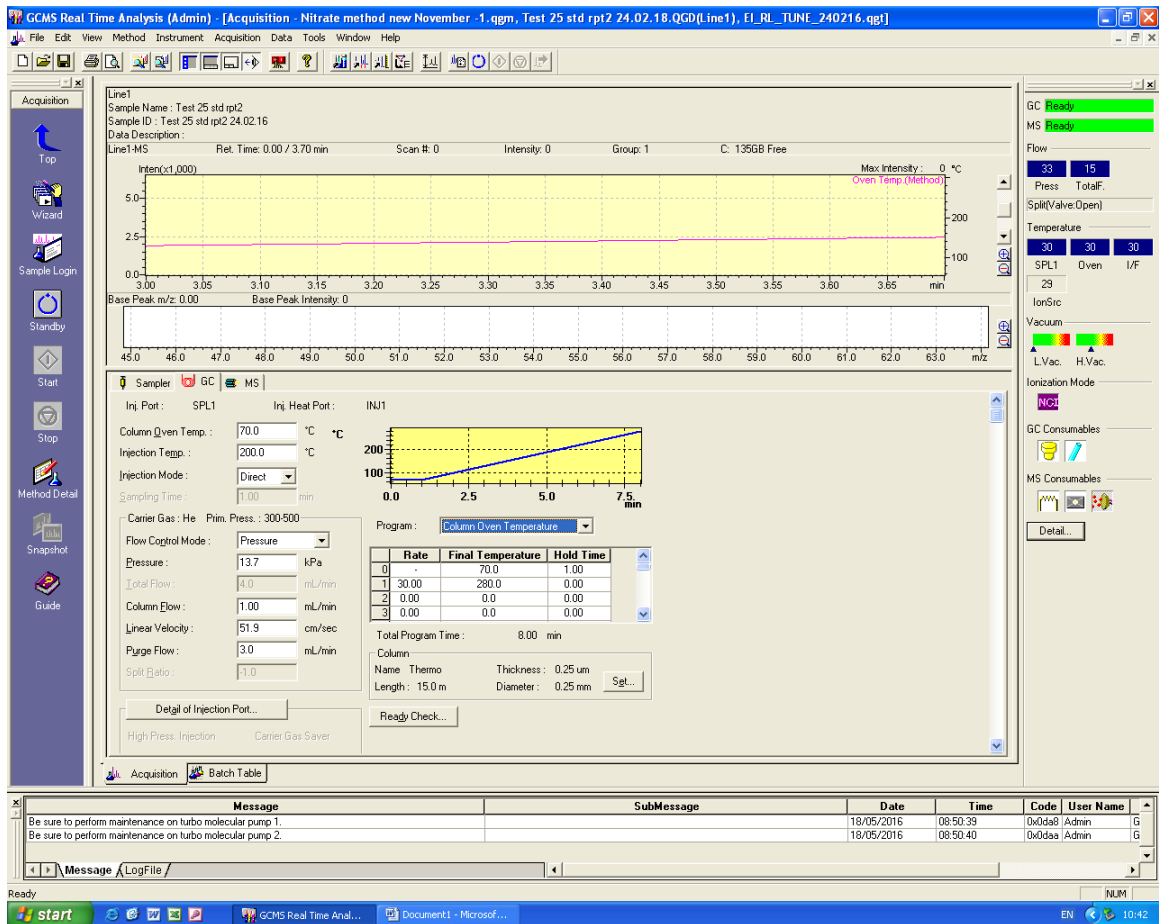 GCMS Real Time Analysis (Admin) - [Acquisition - Nitrate method new November -1.qgm, Test 25 std rpt2 24.02.18.QGD(Line1), EI_RL_TUNE_240216.qgt]
File Edit View Method Instrument Acquisition Data Tools Window Help
Acquisition
Top
Wizard
Sample Login
Standby
Start
Stop
Method Detail
Snapshot
Guide
Line1
Sample Name : Test 25 std rpt2
Sample ID : Test 25 std rpt2 24.02.16
Data Description :
Line1-MS Ret. Time: 0.00 / 3.70 min Scan #: 0 Intensity: 0 Group: 1 C: 135GB Free
Inten(x1,000) Max Intensity : 0 °C
Oven Temp.(Method)
5.0
200
2.5
100
0.0
3.00 3.05 3.10 3.15 3.20 3.25 3.30 3.35 3.40 3.45 3.50 3.55 3.60 3.65 min
Base Peak m/z: 0.00 Base Peak Intensity: 0
45.0 46.0 47.0 48.0 49.0 50.0 51.0 52.0 53.0 54.0 55.0 56.0 57.0 58.0 59.0 60.0 61.0 62.0 63.0 m/z
Sampler GC MS
Inj. Port : SPL1 Inj. Heat Port : INJ1
Column Oven Temp. : 70.0 °C
Injection Temp. : 200.0 °C
Injection Mode : Direct
Sampling Time : 1.00 min
Carrier Gas : He Prim. Press. : 300-500
Flow Control Mode : Pressure
Pressure : 13.7 kPa
Total Flow : 4.0 mL/min
Column Flow : 1.00 mL/min
Linear Velocity : 51.9 cm/sec
Purge Flow : 3.0 mL/min
Split Ratio : -1.0
Detail of Injection Port...
High Press. Injection Carrier Gas Saver
°C
200
100
0.0 2.5 5.0 7.5
min
Program : Column Oven Temperature
Rate Final Temperature Hold Time
0 - 70.0 1.00
1 30.00 280.0 0.00
2 0.00 0.0 0.00
3 0.00 0.0 0.00
Total Program Time : 8.00 min
Column
Name Thermo Thickness : 0.25 um
Length : 15.0 m Diameter : 0.25 mm Set...
Ready Check...
Acquisition Batch Table
GC Ready
MS Ready
Flow
33 15
Press TotalF.
Split(Valve:Open)
Temperature
30 30 30
SPL1 Oven I/F
29
IonSrc
Vacuum
L.Vac. H.Vac.
Ionization Mode
NCI
GC Consumables
MS Consumables
Detail...
Message SubMessage Date Time Code User Name
Be sure to perform maintenance on turbo molecular pump 1. 18/05/2016 08:50:39 0x0da8 Admin G
Be sure to perform maintenance on turbo molecular pump 2. 18/05/2016 08:50:40 0x0daa Admin G
Message LogFile
Ready NUM
start GCMS Real Time Anal... Document1 - Microsof... EN 10:42